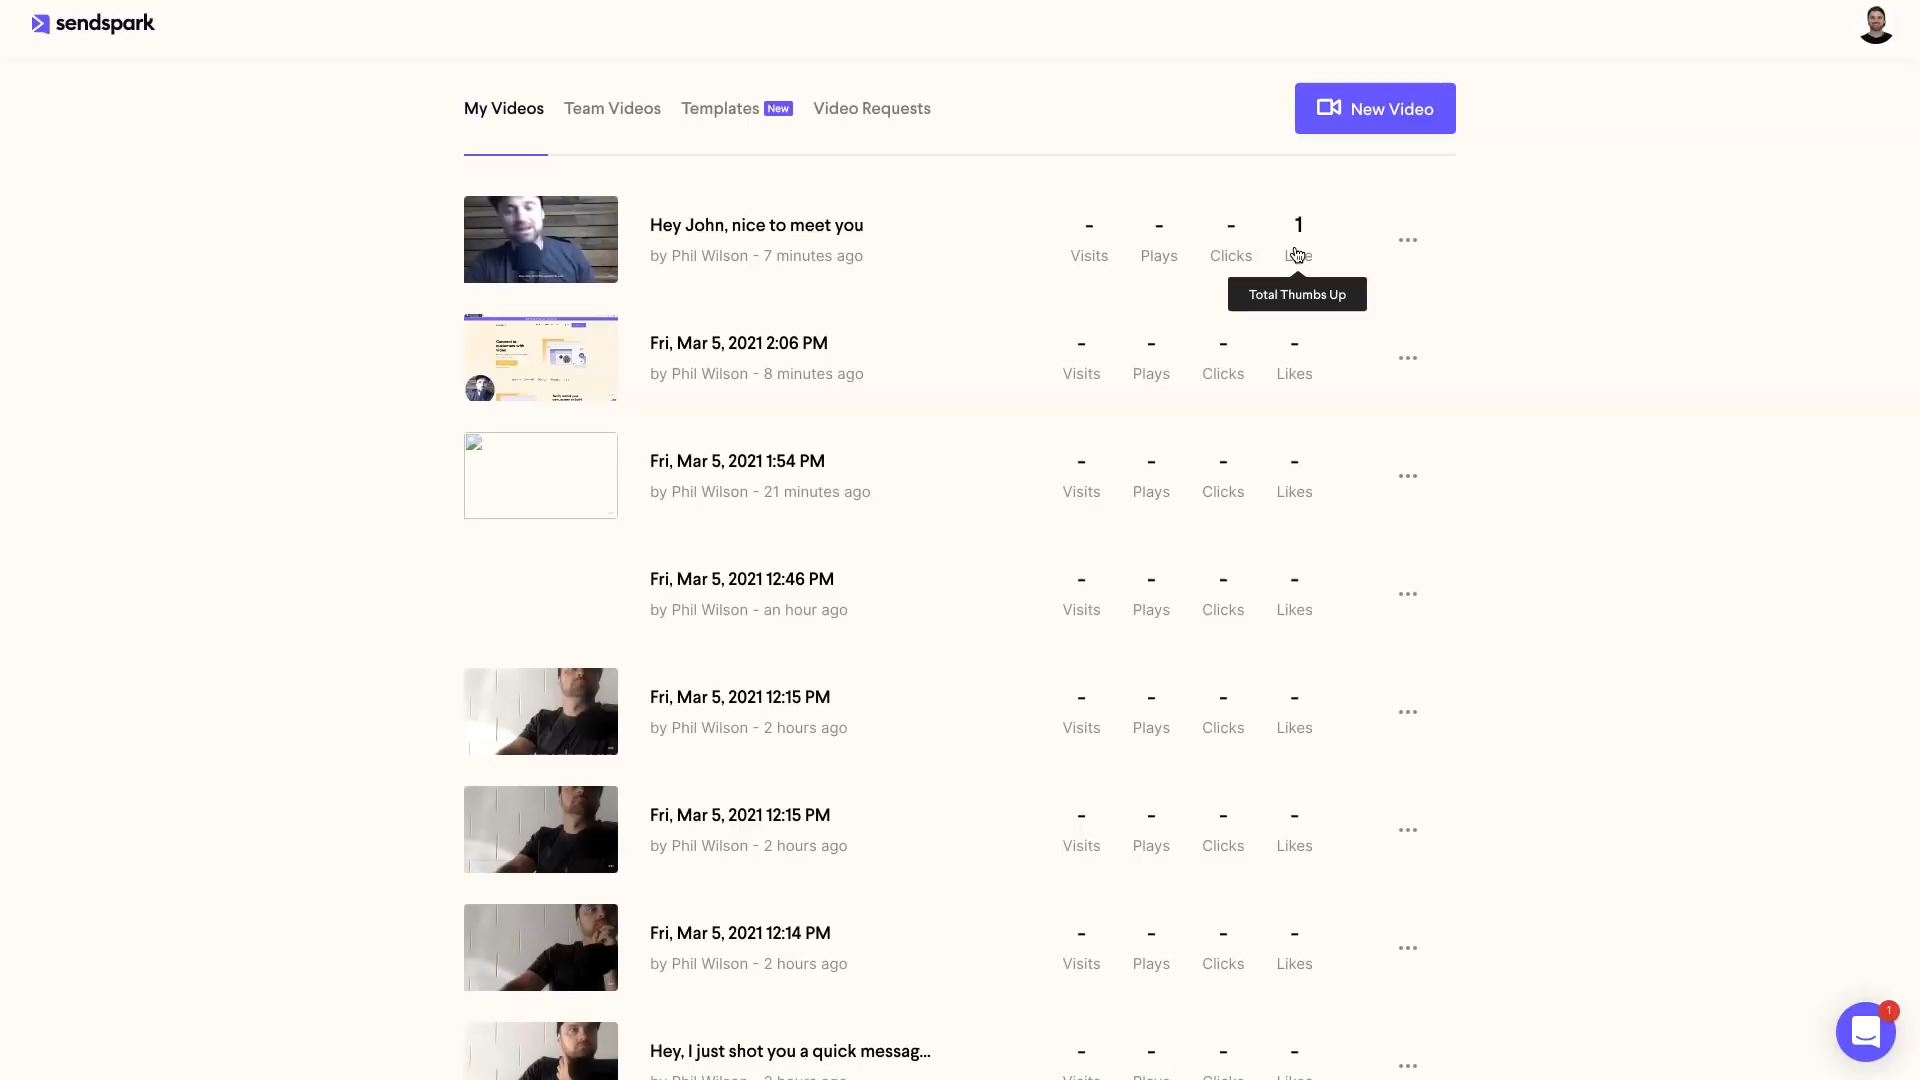 sendspark
My Videos Team Videos Templates New Video Requests New Video
Hey John, nice to meet you - - - 1
by Phil Wilson - 7 minutes ago Visits Plays Clicks
Total Thumbs Up
Fri, Mar 5, 2021 2:06 PM - - - -
by Phil Wilson - 8 minutes ago Visits Plays Clicks Likes
Fri, Mar 5, 2021 1:54 PM - - - -
by Phil Wilson - 21 minutes ago Visits Plays Clicks Likes
Fri, Mar 5, 2021 12:46 PM - - - -
by Phil Wilson - an hour ago Visits Plays Clicks Likes
Fri, Mar 5, 2021 12:15 PM - - - -
by Phil Wilson - 2 hours ago Visits Plays Clicks Likes
Fri, Mar 5, 2021 12:15 PM - - - -
by Phil Wilson - 2 hours ago Visits Plays Clicks Likes
Fri, Mar 5, 2021 12:14 PM - - - -
by Phil Wilson - 2 hours ago Visits Plays Clicks Likes
1
Hey, I just shot you a quick messag... - - - -